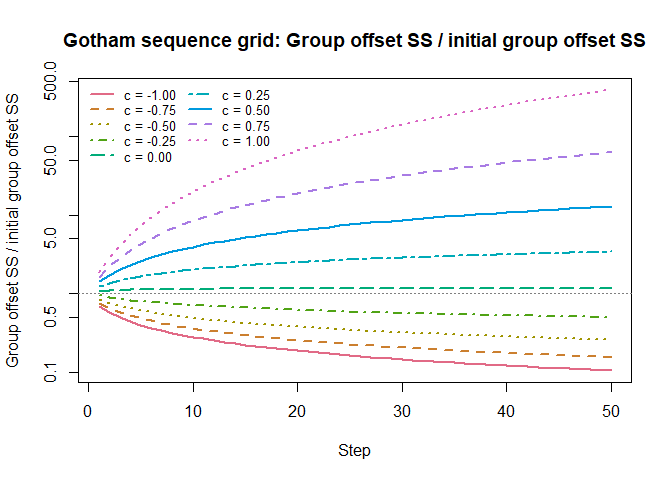 Gotham sequence grid: Group offset SS / initial group offset SS
Group offset SS / initial group offset SS
500.0
50.0
5.0
0.5
0.1
c = -1.00
c = -0.75
c = -0.50
c = -0.25
c = 0.00
c = 0.25
c = 0.50
c = 0.75
c = 1.00
0 10 20 30 40 50
Step